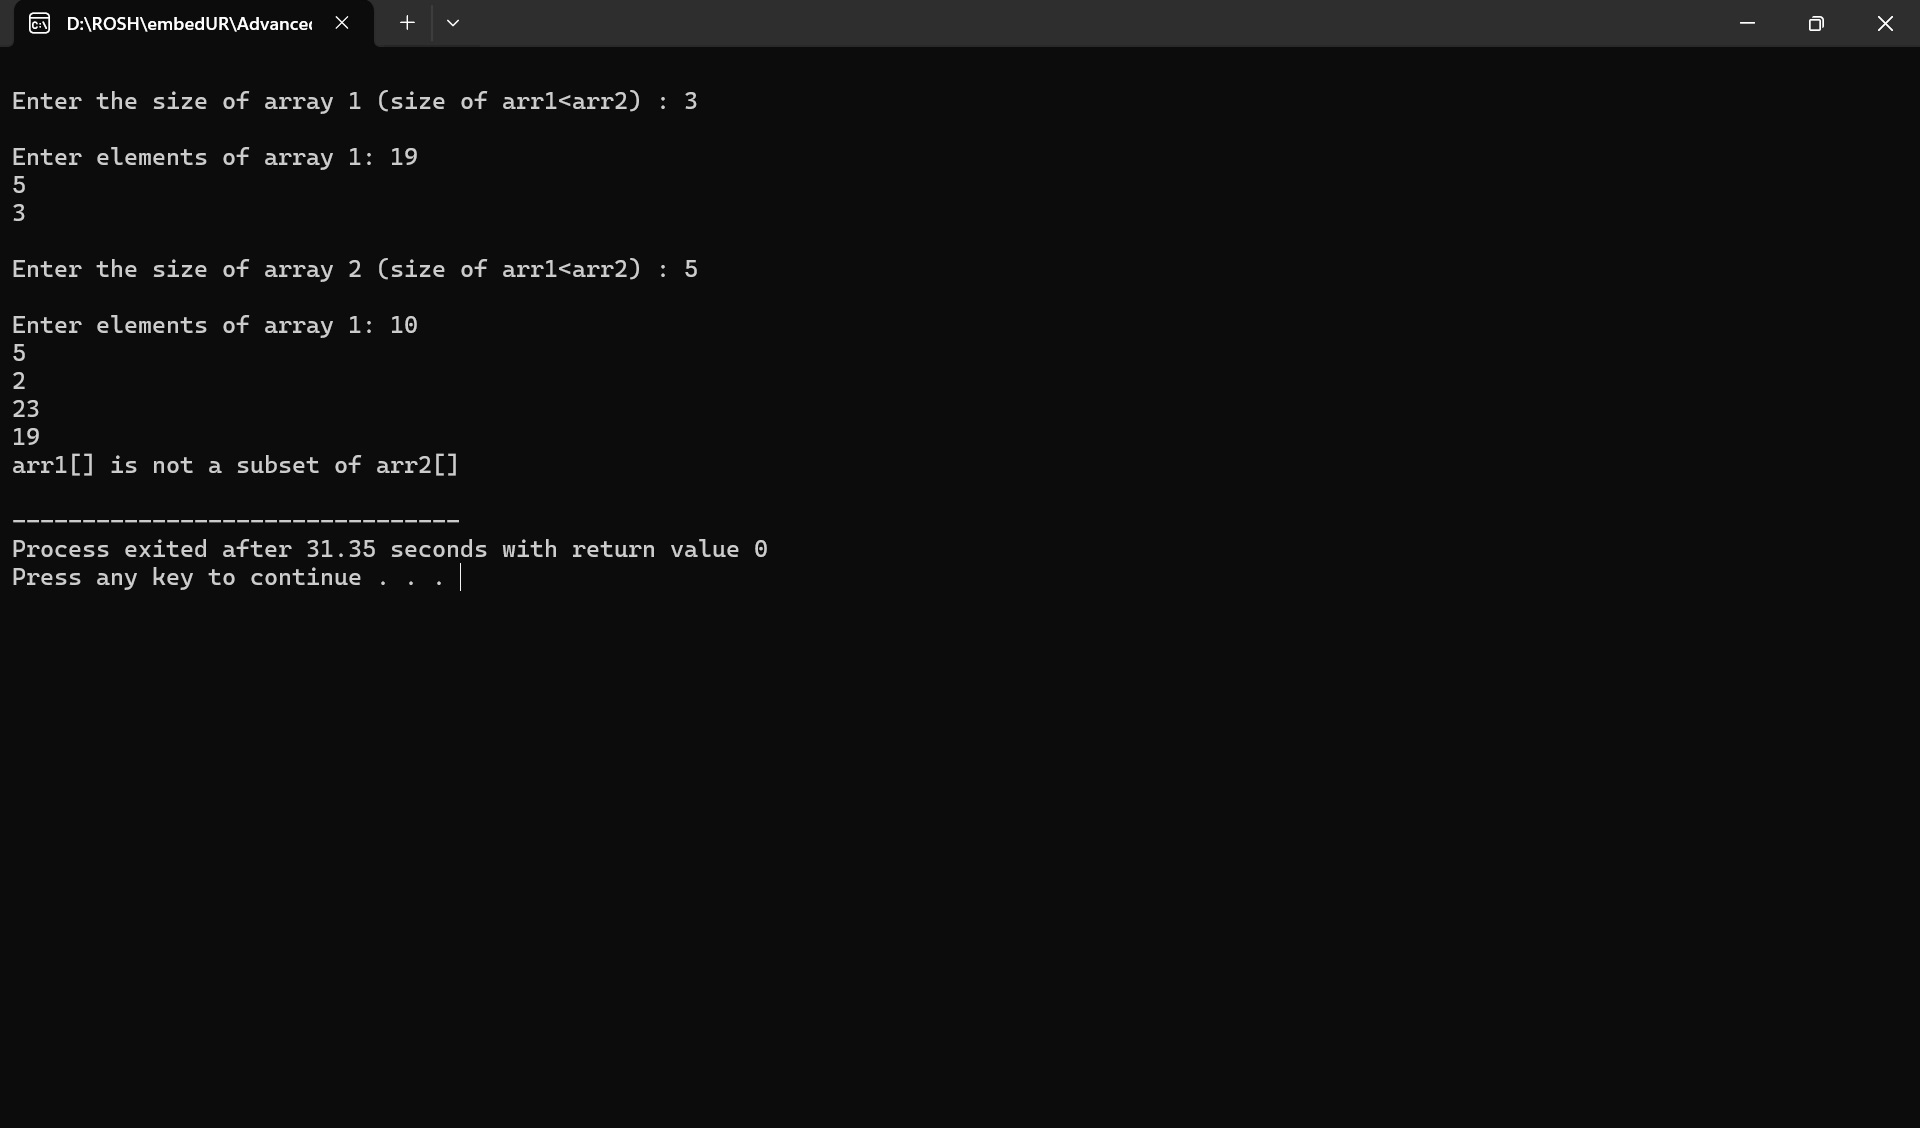 D:\ROSH\embedUR\Advance
Enter the size of array 1 (size of arr1<arr2) : 3
Enter elements of array 1: 19
5
3
Enter the size of array 2 (size of arr1<arr2) : 5
Enter elements of array 1: 10
5
2
23
19
arr1[] is not a subset of arr2[]
--------------------------------
Process exited after 31.35 seconds with return value 0
Press any key to continue . . .